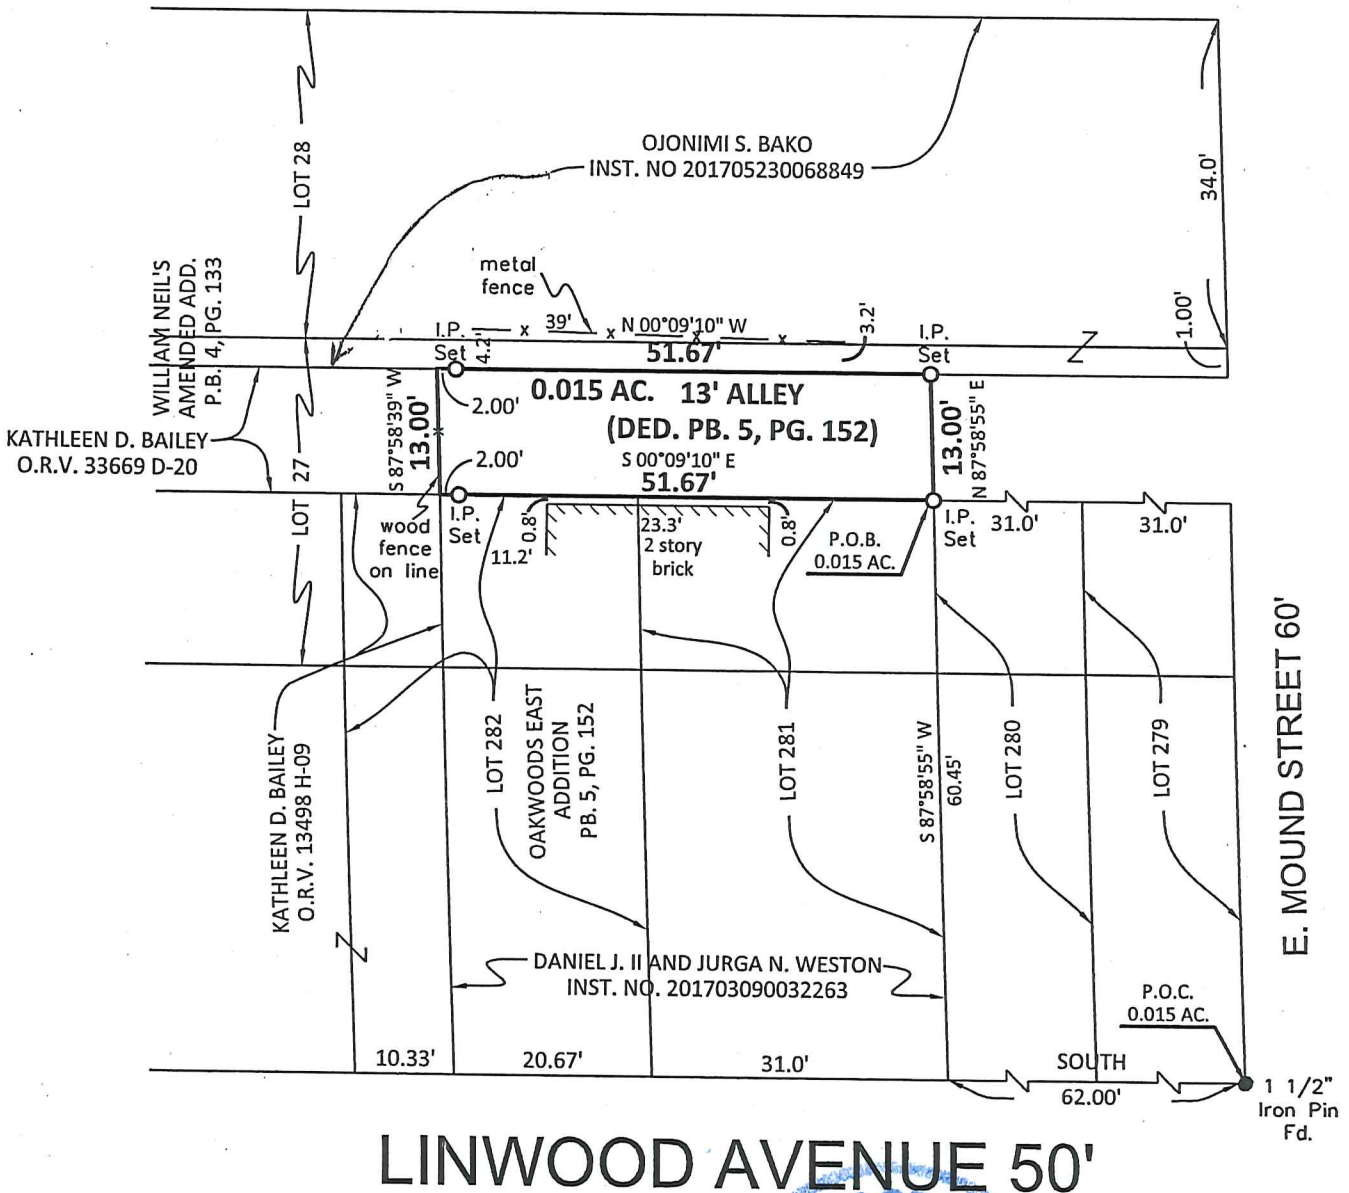 LOT 28
OJONIMI S. BAKO
INST. NO 201705230068849
34.0'
WILLIAM NEIL'S
AMENDED ADD.
P.B. 4, PG. 133
metal
fence
39'
N 00°09'10" W
51.67'
3.2'
I.P.
Set
4.2'
I.P.
Set
1.00'
0.015 AC. 13' ALLEY
(DED. PB. 5, PG. 152)
S 00°09'10" E
51.67'
2.00'
2.00'
S 87°58'39" W
13.00'
13.00'
N 87°58'55" E
KATHLEEN D. BAILEY
O.R.V. 33669 D-20
LOT 27
wood
fence
on line
I.P.
Set
0.8'
11.2'
23.3'
2 story
brick
0.8'
P.O.B.
0.015 AC.
I.P.
Set
31.0'
31.0'
KATHLEEN D. BAILEY
O.R.V. 13498 H-09
LOT 282
OAKWOODS EAST
ADDITION
PB. 5, PG. 152
LOT 281
S 87°58'55" W
60.45'
LOT 280
LOT 279
E. MOUND STREET 60'
DANIEL J. II AND JURGA N. WESTON
INST. NO. 201703090032263
P.O.C.
0.015 AC.
10.33'
20.67'
31.0'
SOUTH
62.00'
1 1/2"
Iron Pin
Fd.
LINWOOD AVENUE 50'